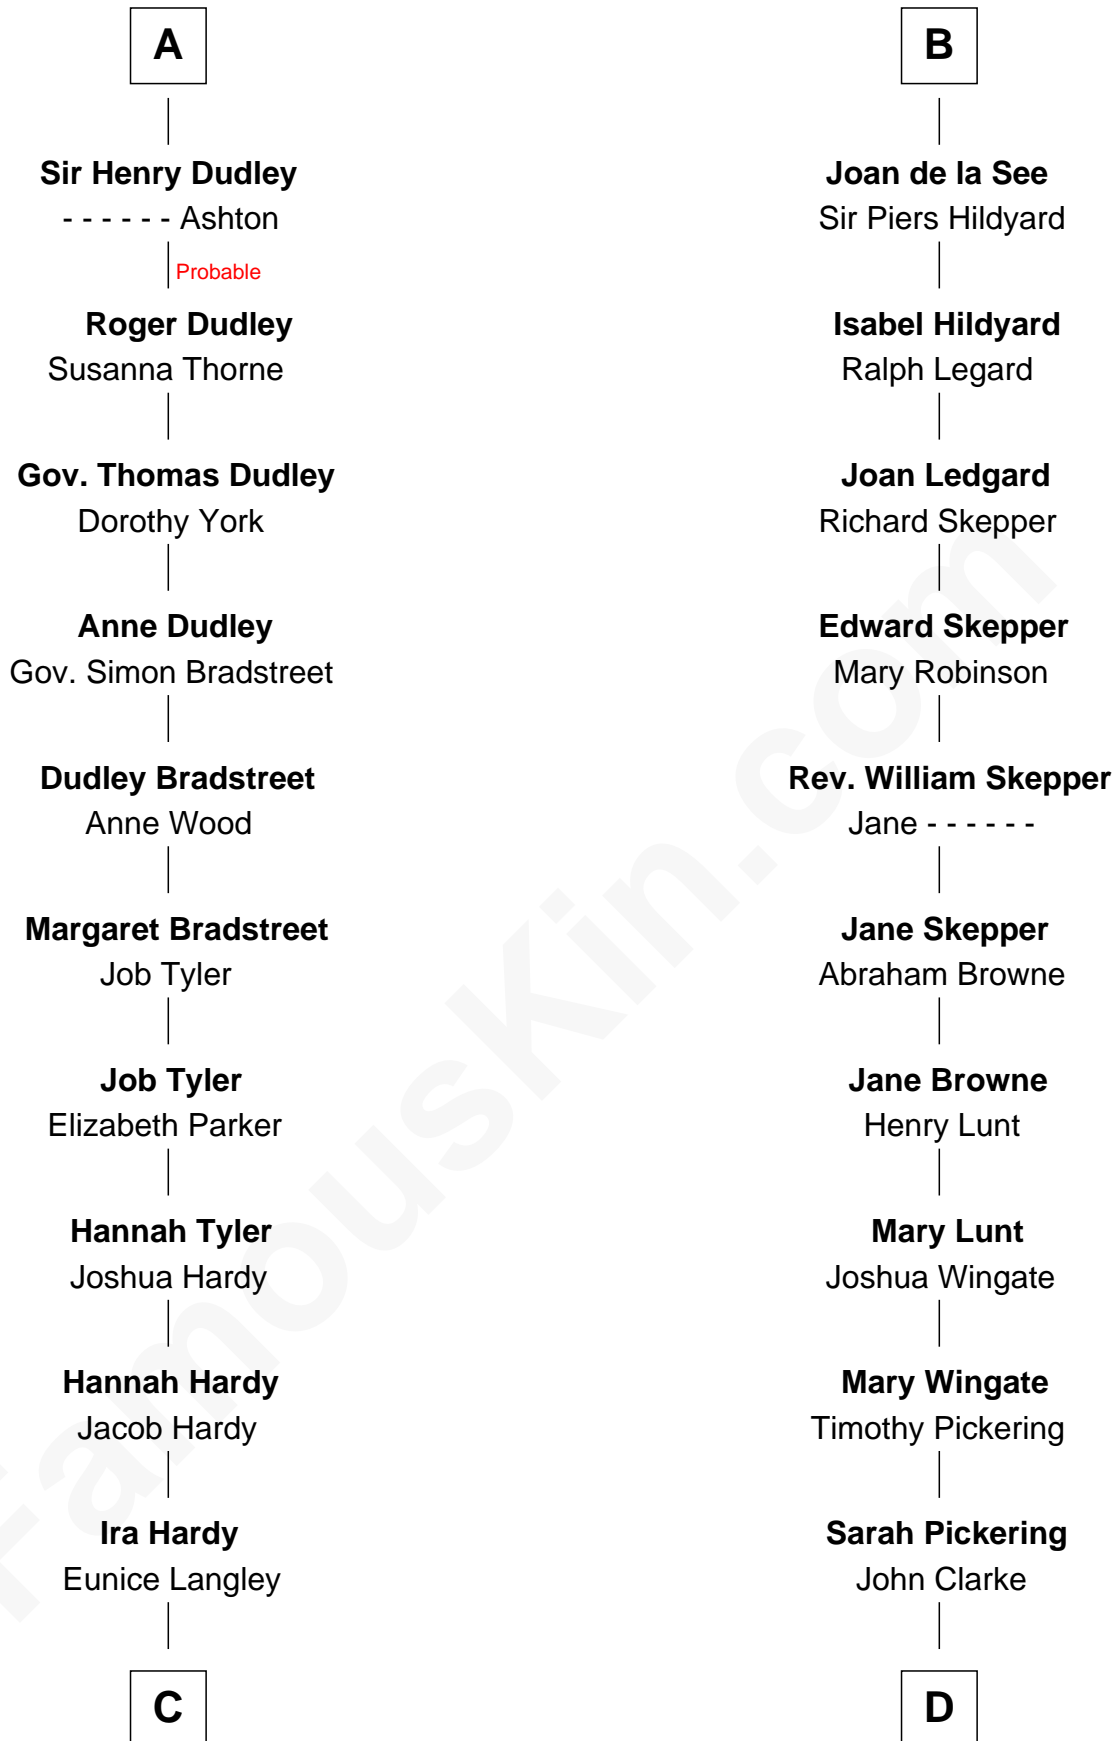 A
Sir Henry Dudley
- - - - - - Ashton
Probable
Roger Dudley
Susanna Thorne
Gov. Thomas Dudley
Dorothy York
Anne Dudley
Gov. Simon Bradstreet
Dudley Bradstreet
Anne Wood
Margaret Bradstreet
Job Tyler
Job Tyler
Elizabeth Parker
Hannah Tyler
Joshua Hardy
Hannah Hardy
Jacob Hardy
Ira Hardy
Eunice Langley
C
B
Joan de la See
Sir Piers Hildyard
Isabel Hildyard
Ralph Legard
Joan Ledgard
Richard Skepper
Edward Skepper
Mary Robinson
Rev. William Skepper
Jane - - - - - -
Jane Skepper
Abraham Browne
Jane Browne
Henry Lunt
Mary Lunt
Joshua Wingate
Mary Wingate
Timothy Pickering
Sarah Pickering
John Clarke
D
FamousKin.com